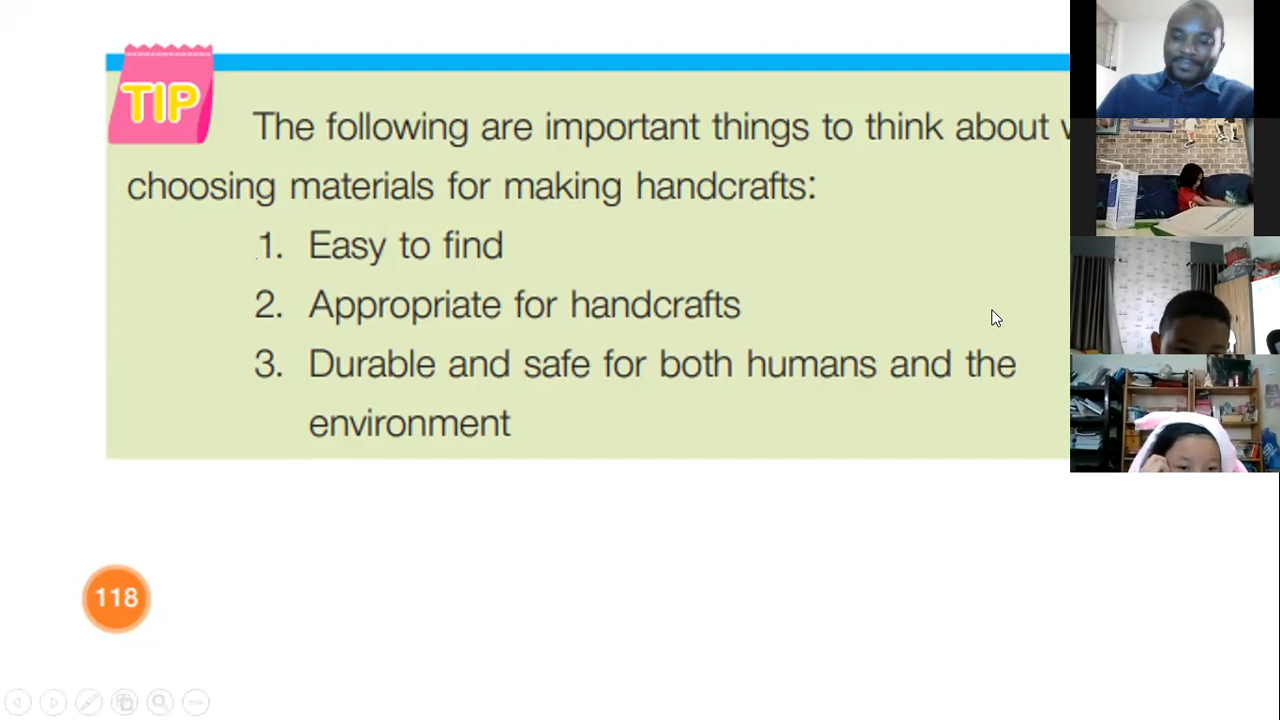 TIP
The following are important things to think about
choosing materials for making handcrafts:
1. Easy to find
2. Appropriate for handcrafts
3. Durable and safe for both humans and the
environment
118